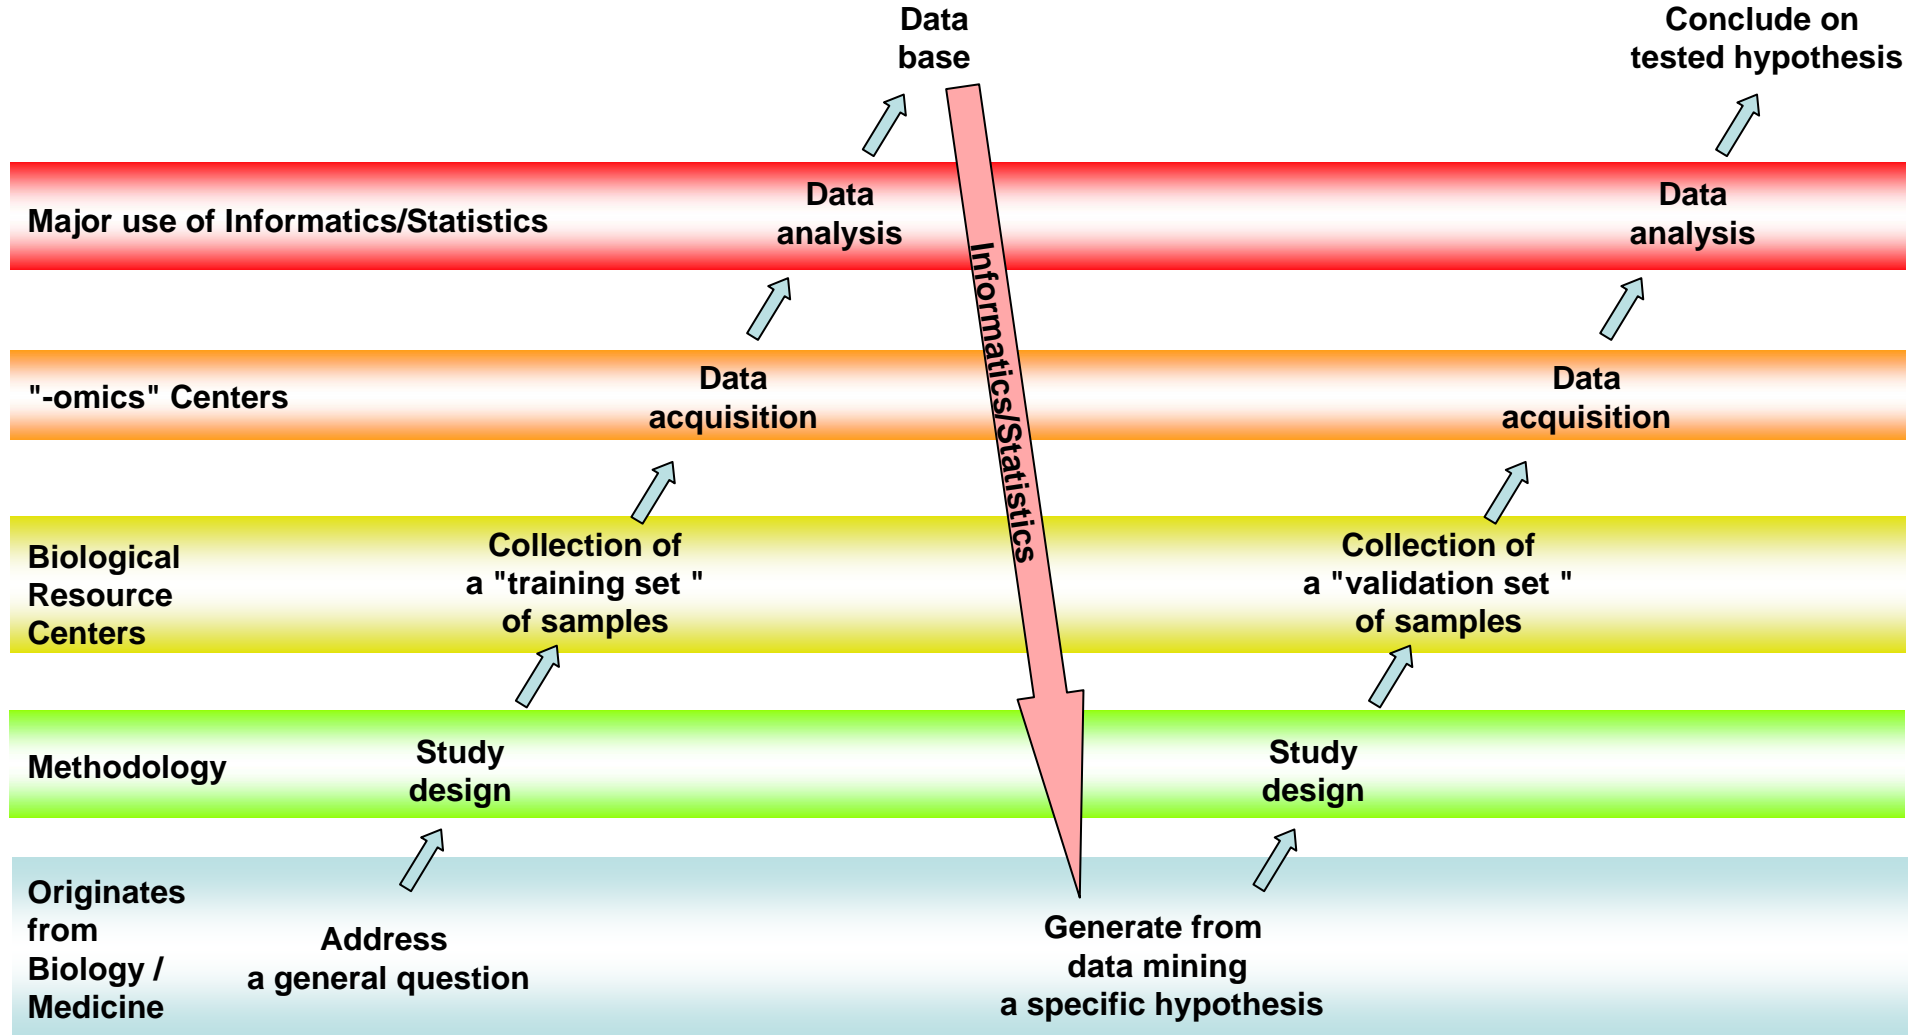 Data
base
Conclude on
tested hypothesis
Major use of Informatics/Statistics
Data
analysis
Data
analysis
Informatics/Statistics
"-omics" Centers
Data
acquisition
Data
acquisition
Biological
Resource
Centers
Collection of
a "training set "
of samples
Collection of
a "validation set "
of samples
Methodology
Study
design
Study
design
Originates
from
Biology /
Medicine
Address
a general question
Generate from
data mining
a specific hypothesis